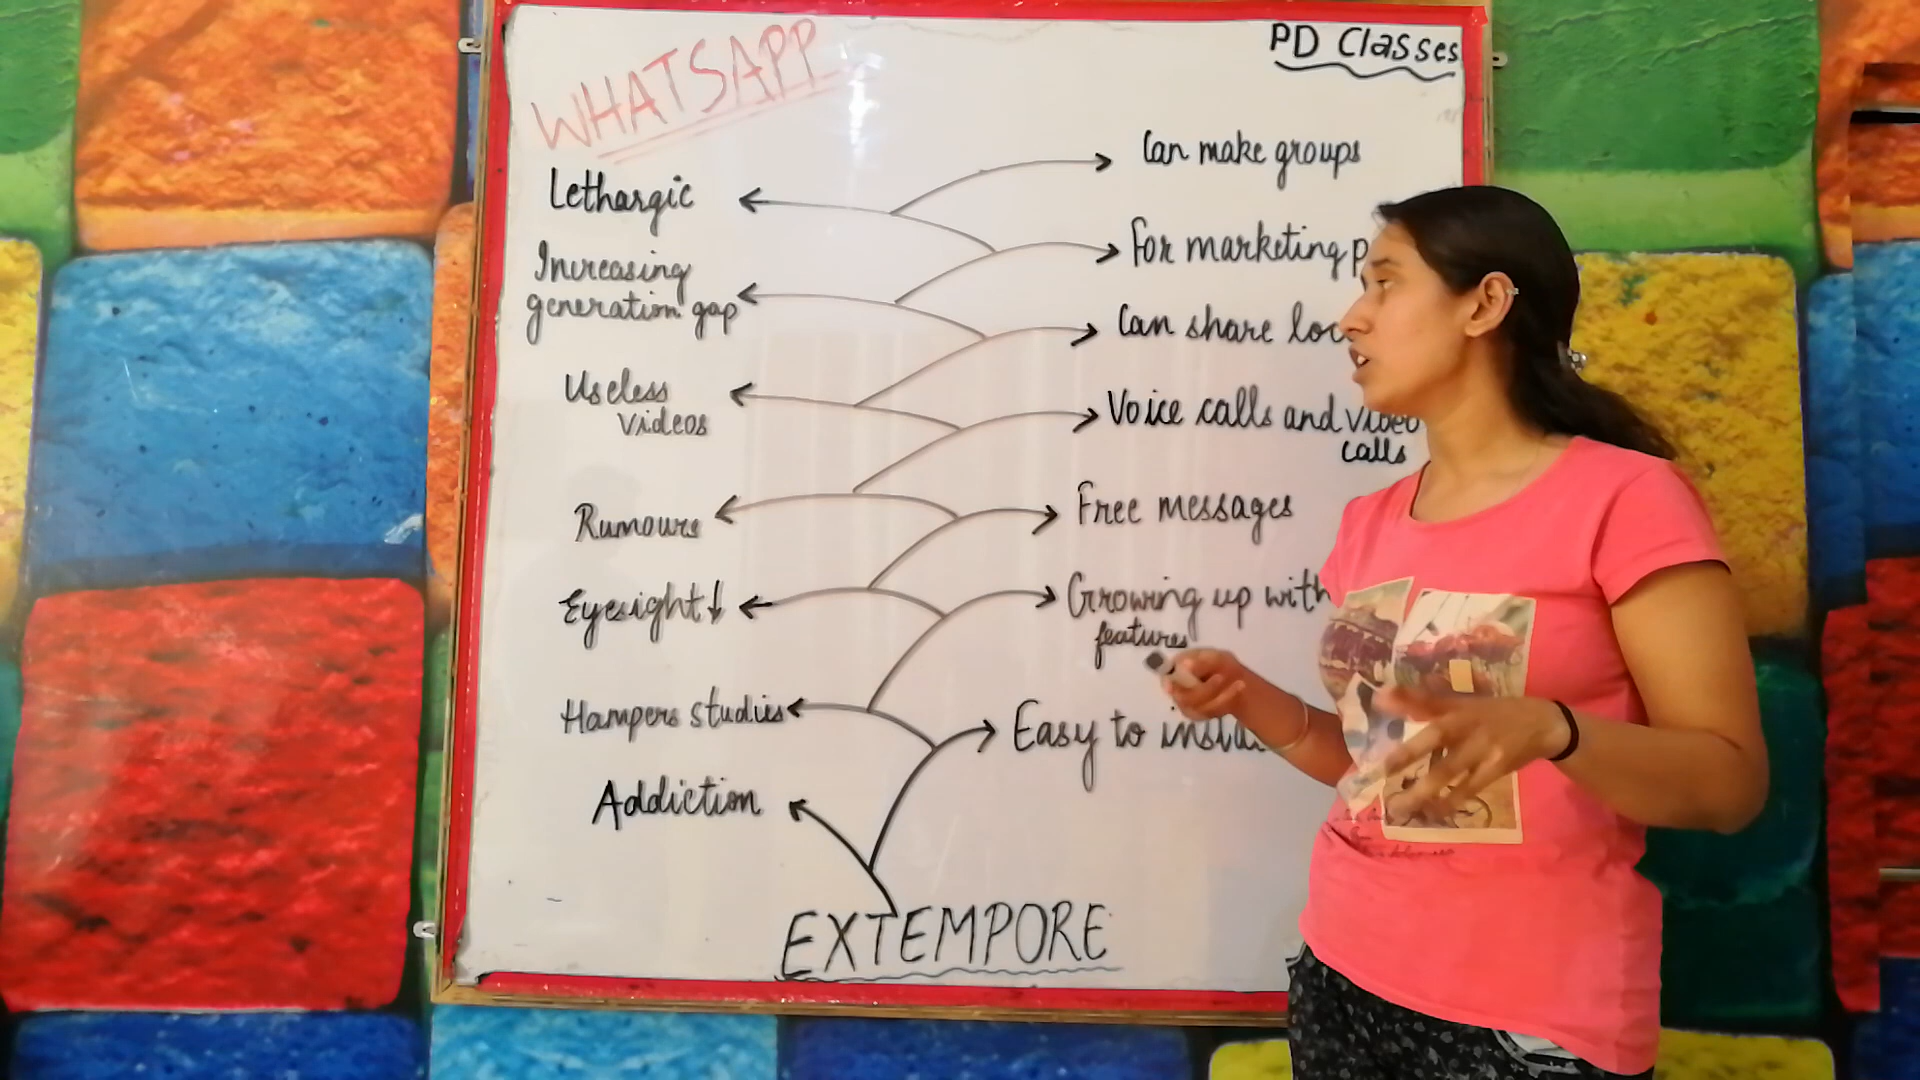 WHATSAPP
PD Classes
Lethargic
Increasing
generation gap
Useless
Videos
Rumours
Eyesight↓
Hampers studies
Addiction
Can make groups
For marketing
Can share
Voice calls and video
calls
Free messages
Growing up with
features
Easy to
EXTEMPORE